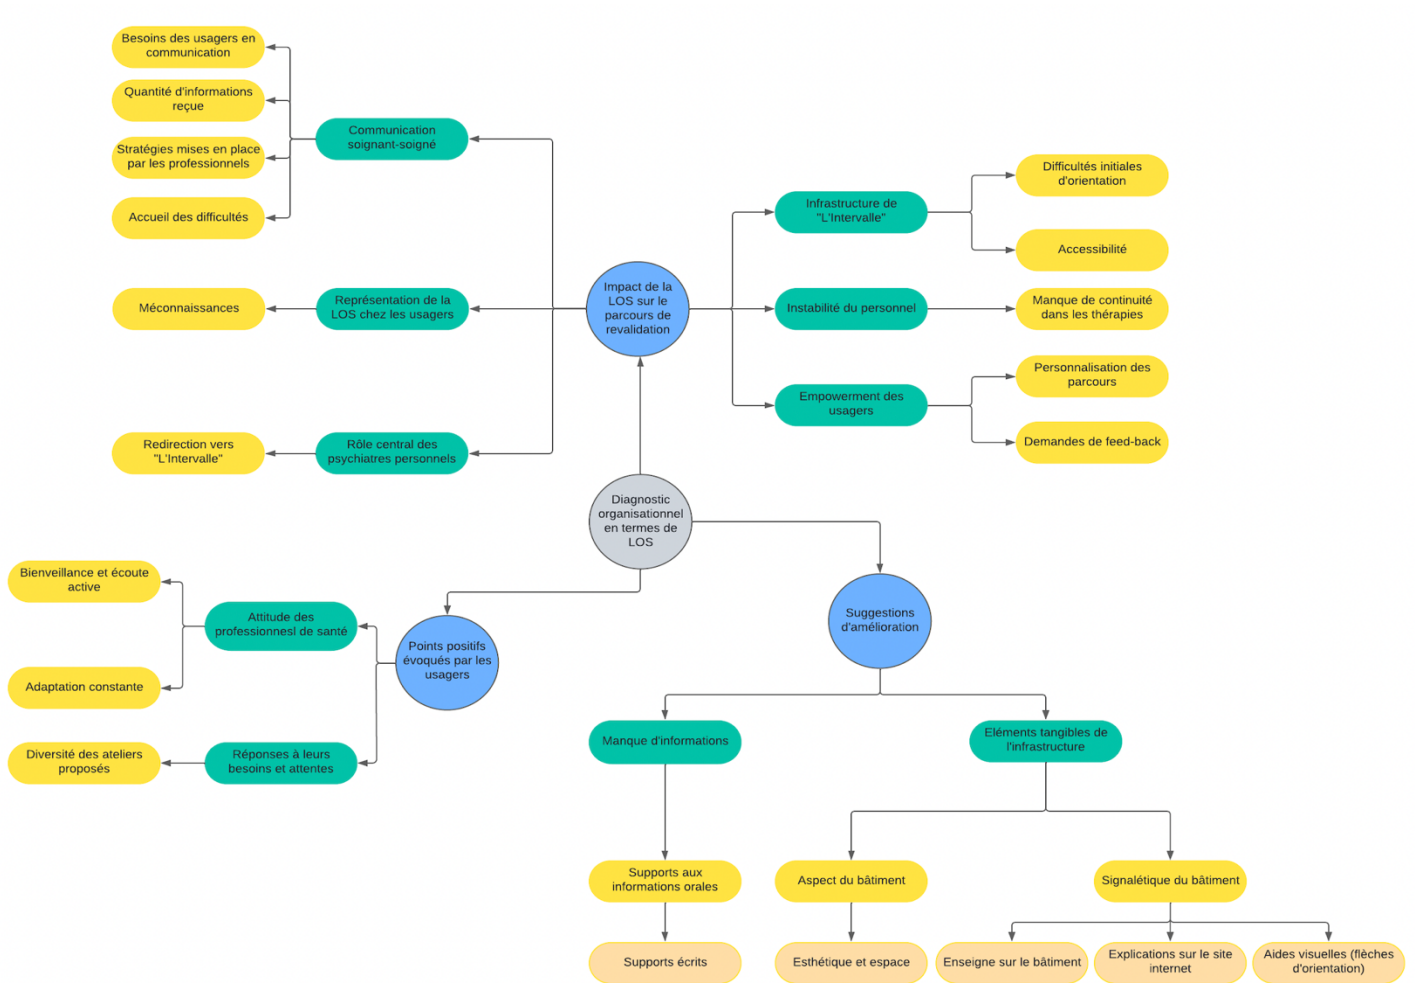 Besoins des usagers en
communication
Quantité d'informations
reçue
Stratégies mises en place
par les professionnels
Accueil des difficultés
Communication
soignant-soigné
Méconnaissances
Représentation de la
LOS chez les usagers
Redirection vers
"L'Intervalle"
Rôle central des
psychiatres personnels
Impact de la
LOS sur le
parcours de
revalidation
Infrastructure de
"L'Intervalle"
Difficultés initiales
d'orientation
Accessibilité
Instabilité du personnel
Manque de continuité
dans les thérapies
Empowerment des
usagers
Personnalisation des
parcours
Demandes de feed-back
Diagnostic
organisationnel
en termes de
LOS
Bienveillance et écoute
active
Adaptation constante
Attitude des
professionnesl de santé
Diversité des ateliers
proposés
Réponses à leurs
besoins et attentes
Points positifs
évoqués par les
usagers
Suggestions
d'amélioration
Manque d'informations
Eléments tangibles de
l'infrastructure
Supports aux
informations orales
Aspect du bâtiment
Signalétique du bâtiment
Supports écrits
Esthétique et espace
Enseigne sur le bâtiment
Explications sur le site
internet
Aides visuelles (flèches
d'orientation)